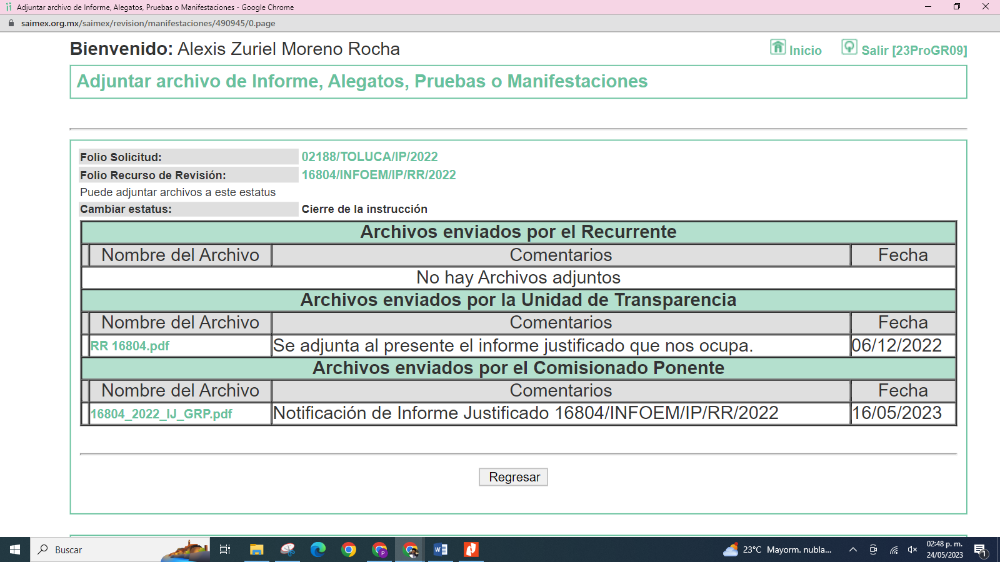 Adjuntar archivo de Informe, Alegatos, Pruebas o Manifestaciones - Google Chrome
saimex.org.mx/saimex/revision/manifestaciones/490945/0.page
Bienvenido: Alexis Zuriel Moreno Rocha
Inicio
Salir [23ProGR09]
Adjuntar archivo de Informe, Alegatos, Pruebas o Manifestaciones
Folio Solicitud: 02188/TOLUCA/IP/2022
Folio Recurso de Revisión: 16804/INFOEM/IP/RR/2022
Puede adjuntar archivos a este estatus
Cambiar estatus: Cierre de la instrucción
Archivos enviados por el Recurrente
Nombre del Archivo Comentarios Fecha
No hay Archivos adjuntos
Archivos enviados por la Unidad de Transparencia
Nombre del Archivo Comentarios Fecha
RR 16804.pdf Se adjunta al presente el informe justificado que nos ocupa. 06/12/2022
Archivos enviados por el Comisionado Ponente
Nombre del Archivo Comentarios Fecha
16804_2022_IJ_GRP.pdf Notificación de Informe Justificado 16804/INFOEM/IP/RR/2022 16/05/2023
Regresar
Buscar
23°C Mayorm. nubla...
02:48 p. m.
24/05/2023
1